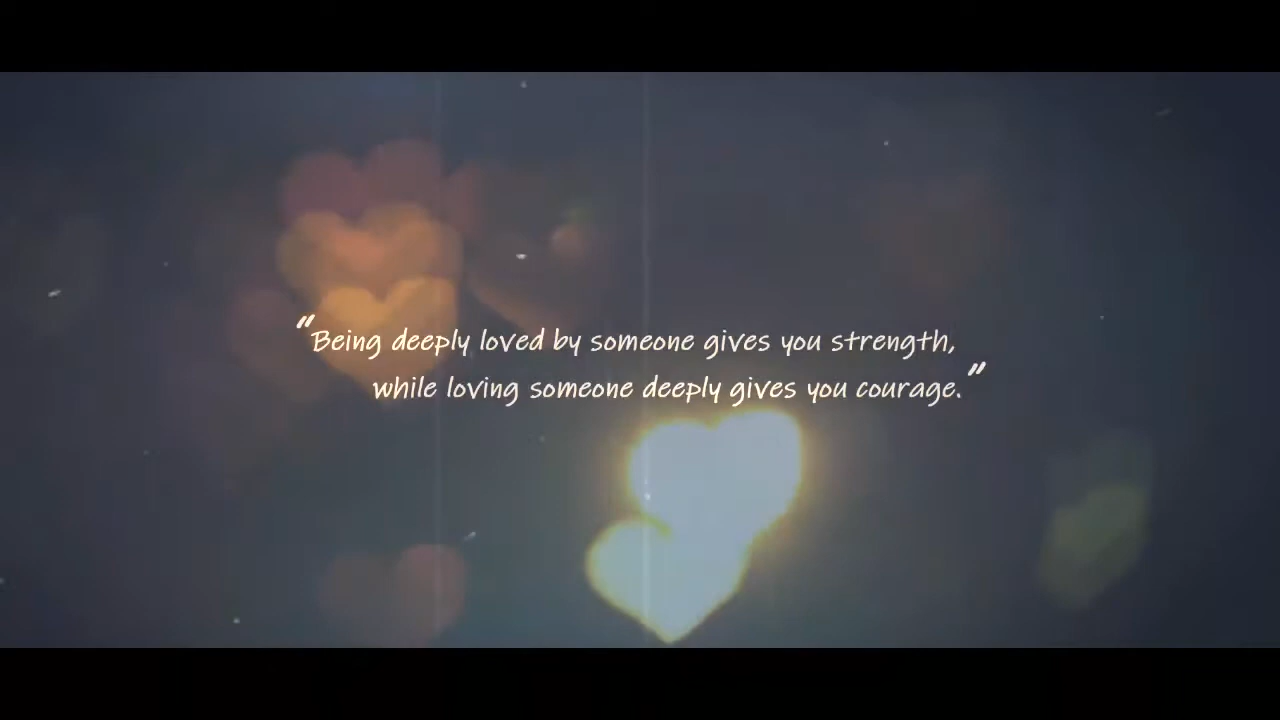 “Being deeply loved by someone gives you strength,
while loving someone deeply gives you courage.”